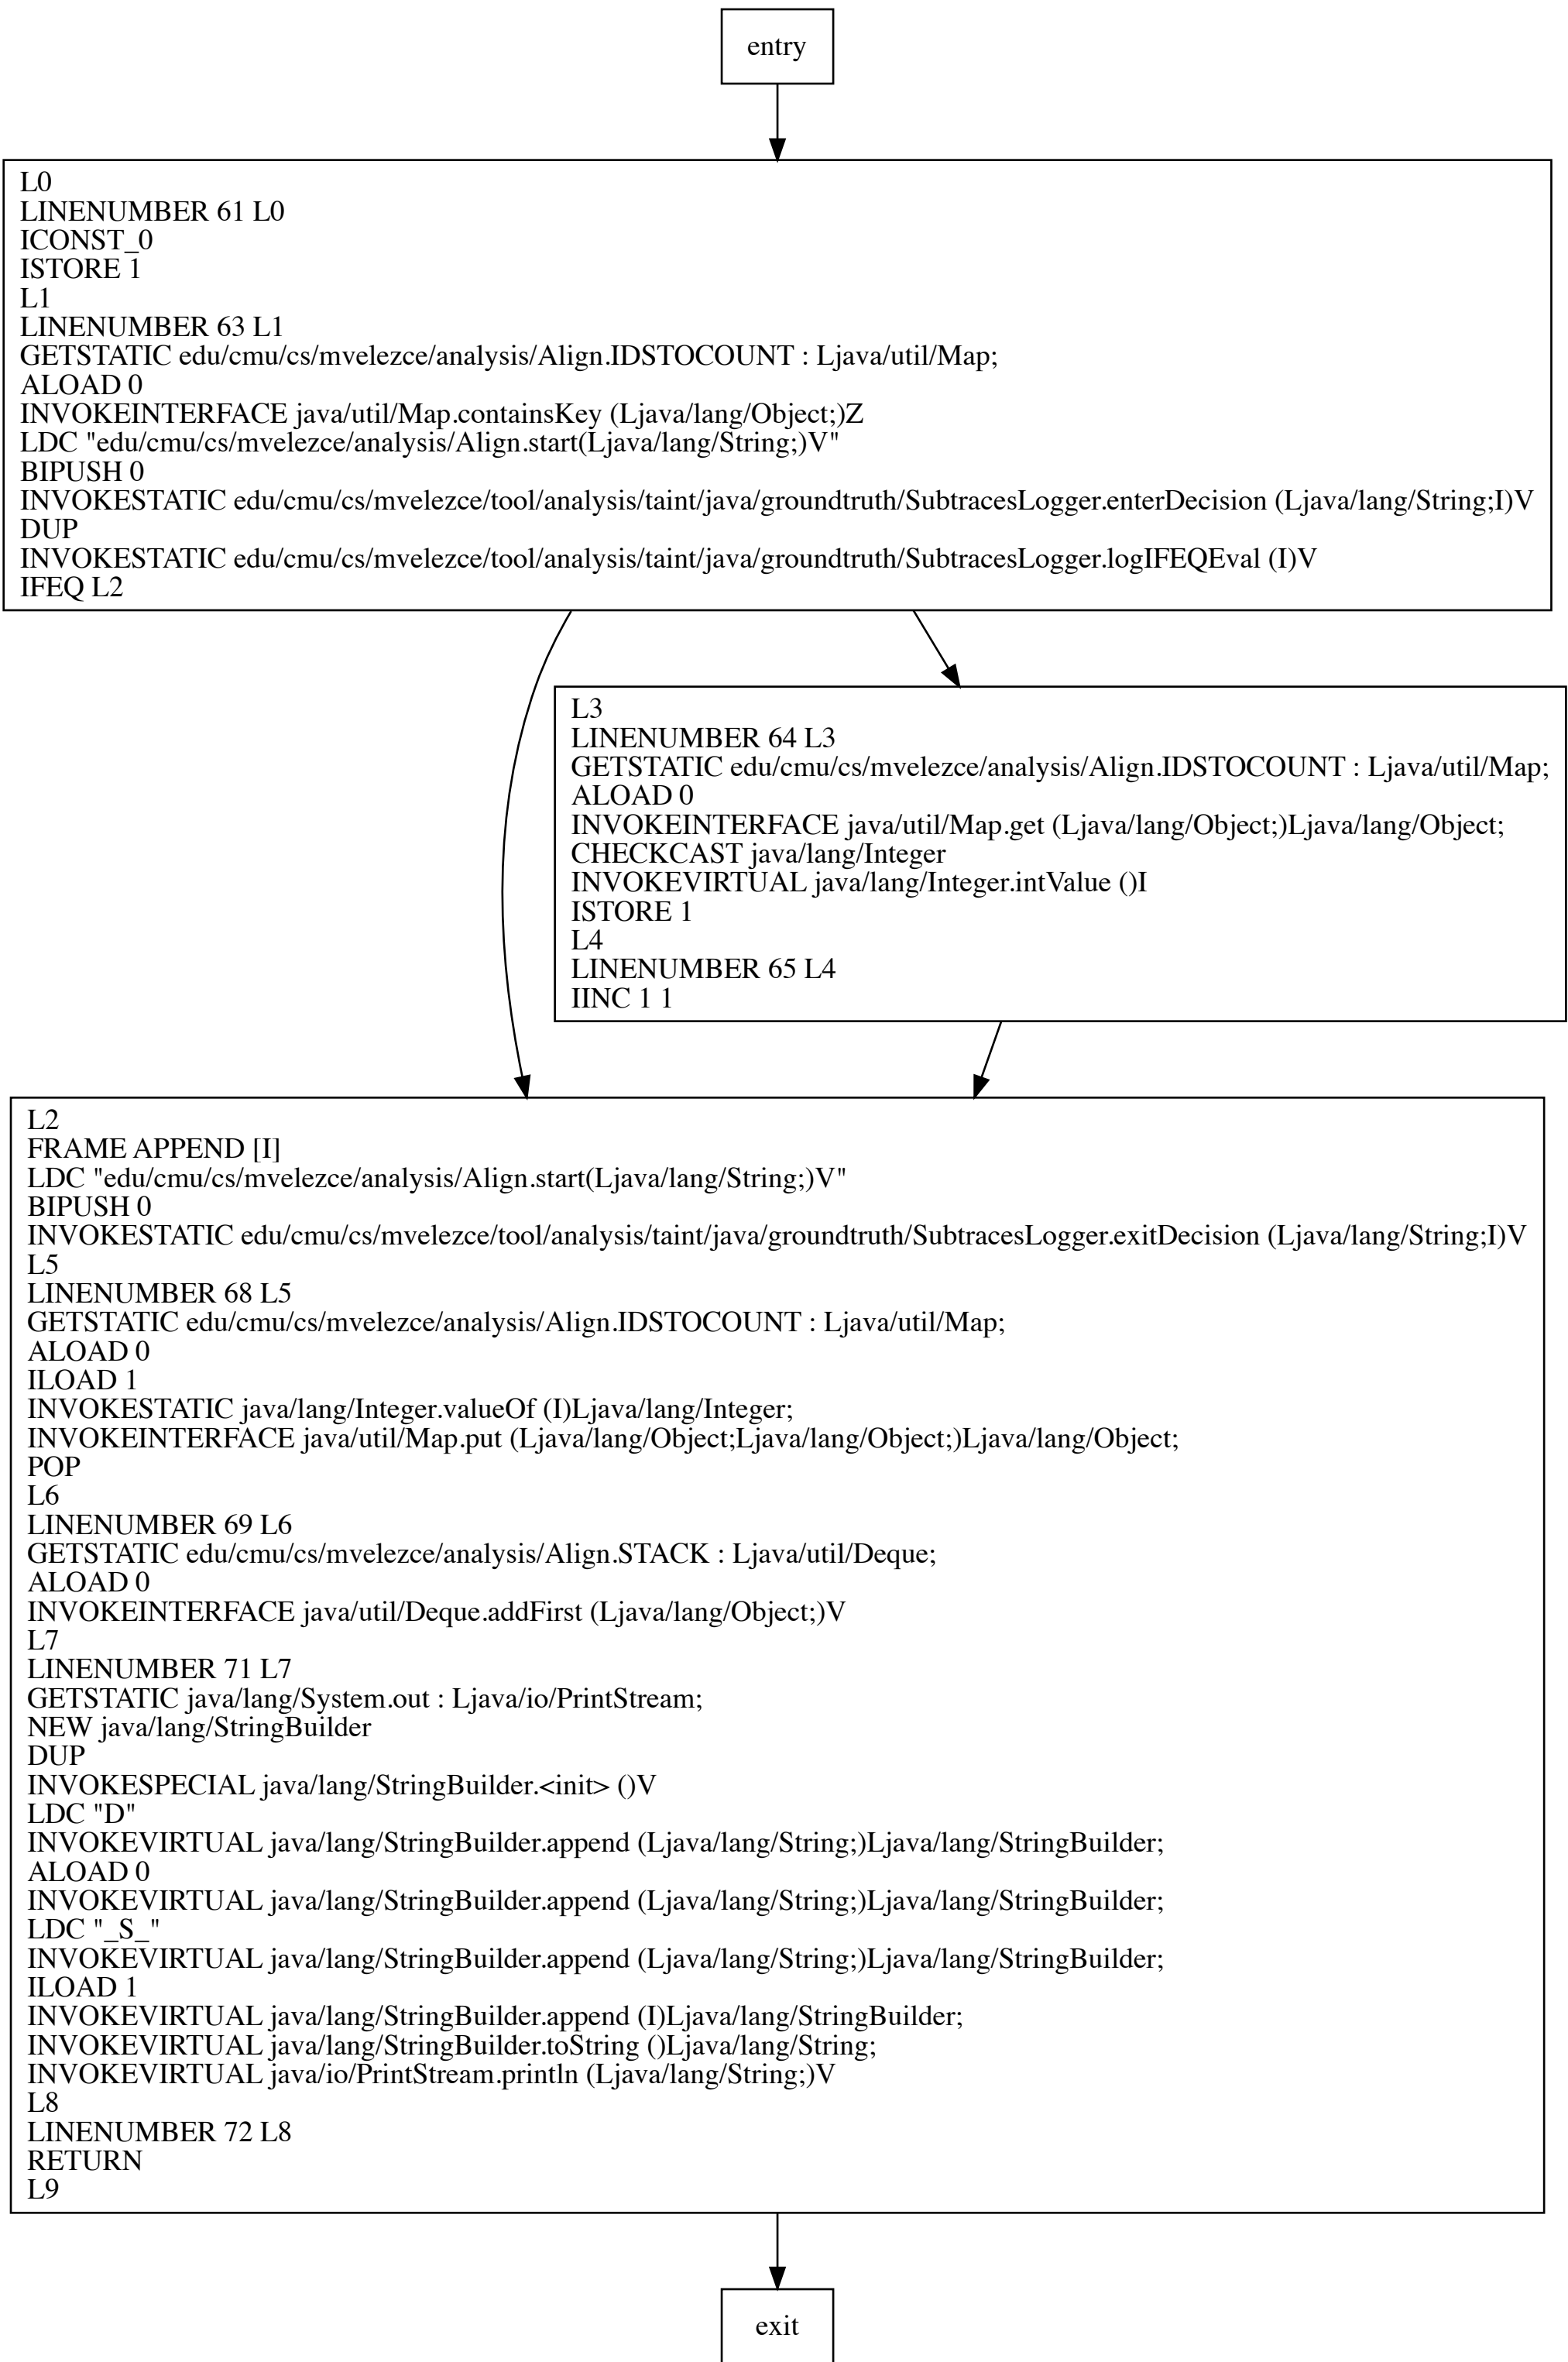 entry
L0
LINENUMBER 61 L0
ICONST_0
ISTORE 1
L1
LINENUMBER 63 L1
GETSTATIC edu/cmu/cs/mvelezce/analysis/Align.IDSTOCOUNT : Ljava/util/Map;
ALOAD 0
INVOKEINTERFACE java/util/Map.containsKey (Ljava/lang/Object;)Z
LDC "edu/cmu/cs/mvelezce/analysis/Align.start(Ljava/lang/String;)V"
BIPUSH 0
INVOKESTATIC edu/cmu/cs/mvelezce/tool/analysis/taint/java/groundtruth/SubtracesLogger.enterDecision (Ljava/lang/String;I)V
DUP
INVOKESTATIC edu/cmu/cs/mvelezce/tool/analysis/taint/java/groundtruth/SubtracesLogger.logIFEQEval (I)V
IFEQ L2
L3
LINENUMBER 64 L3
GETSTATIC edu/cmu/cs/mvelezce/analysis/Align.IDSTOCOUNT : Ljava/util/Map;
ALOAD 0
INVOKEINTERFACE java/util/Map.get (Ljava/lang/Object;)Ljava/lang/Object;
CHECKCAST java/lang/Integer
INVOKEVIRTUAL java/lang/Integer.intValue ()I
ISTORE 1
L4
LINENUMBER 65 L4
IINC 1 1
L2
FRAME APPEND [I]
LDC "edu/cmu/cs/mvelezce/analysis/Align.start(Ljava/lang/String;)V"
BIPUSH 0
INVOKESTATIC edu/cmu/cs/mvelezce/tool/analysis/taint/java/groundtruth/SubtracesLogger.exitDecision (Ljava/lang/String;I)V
L5
LINENUMBER 68 L5
GETSTATIC edu/cmu/cs/mvelezce/analysis/Align.IDSTOCOUNT : Ljava/util/Map;
ALOAD 0
ILOAD 1
INVOKESTATIC java/lang/Integer.valueOf (I)Ljava/lang/Integer;
INVOKEINTERFACE java/util/Map.put (Ljava/lang/Object;Ljava/lang/Object;)Ljava/lang/Object;
POP
L6
LINENUMBER 69 L6
GETSTATIC edu/cmu/cs/mvelezce/analysis/Align.STACK : Ljava/util/Deque;
ALOAD 0
INVOKEINTERFACE java/util/Deque.addFirst (Ljava/lang/Object;)V
L7
LINENUMBER 71 L7
GETSTATIC java/lang/System.out : Ljava/io/PrintStream;
NEW java/lang/StringBuilder
DUP
INVOKESPECIAL java/lang/StringBuilder.<init> ()V
LDC "D"
INVOKEVIRTUAL java/lang/StringBuilder.append (Ljava/lang/String;)Ljava/lang/StringBuilder;
ALOAD 0
INVOKEVIRTUAL java/lang/StringBuilder.append (Ljava/lang/String;)Ljava/lang/StringBuilder;
LDC "_S_"
INVOKEVIRTUAL java/lang/StringBuilder.append (Ljava/lang/String;)Ljava/lang/StringBuilder;
ILOAD 1
INVOKEVIRTUAL java/lang/StringBuilder.append (I)Ljava/lang/StringBuilder;
INVOKEVIRTUAL java/lang/StringBuilder.toString ()Ljava/lang/String;
INVOKEVIRTUAL java/io/PrintStream.println (Ljava/lang/String;)V
L8
LINENUMBER 72 L8
RETURN
L9
exit